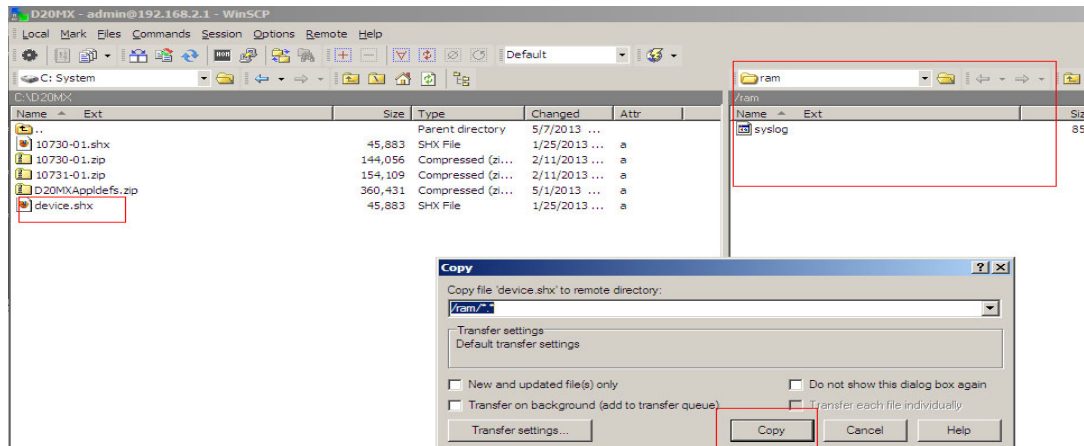 D20MX - admin@192.168.2.1 - WinSCP
Local Mark Files Commands Session Options Remote Help
Default
C: System
ram
C:\D20MX
/ram
Name Ext Size Type Changed Attr
Name Ext
..  Parent directory 5/7/2013 ...
syslog 85
10730-01.shx 45,883 SHX File 1/25/2013 ... a
10730-01.zip 144,056 Compressed (zi... 2/11/2013 ... a
10731-01.zip 154,109 Compressed (zi... 2/11/2013 ... a
D20MXAppldefs.zip 360,431 Compressed (zi... 5/1/2013 ... a
device.shx 45,883 SHX File 1/25/2013 ... a
Copy
Copy file 'device.shx' to remote directory:
/ram/*.*
Transfer settings
Default transfer settings
New and updated file(s) only
Do not show this dialog box again
Transfer on background (add to transfer queue)
Transfer each file individually
Transfer settings... Copy Cancel Help